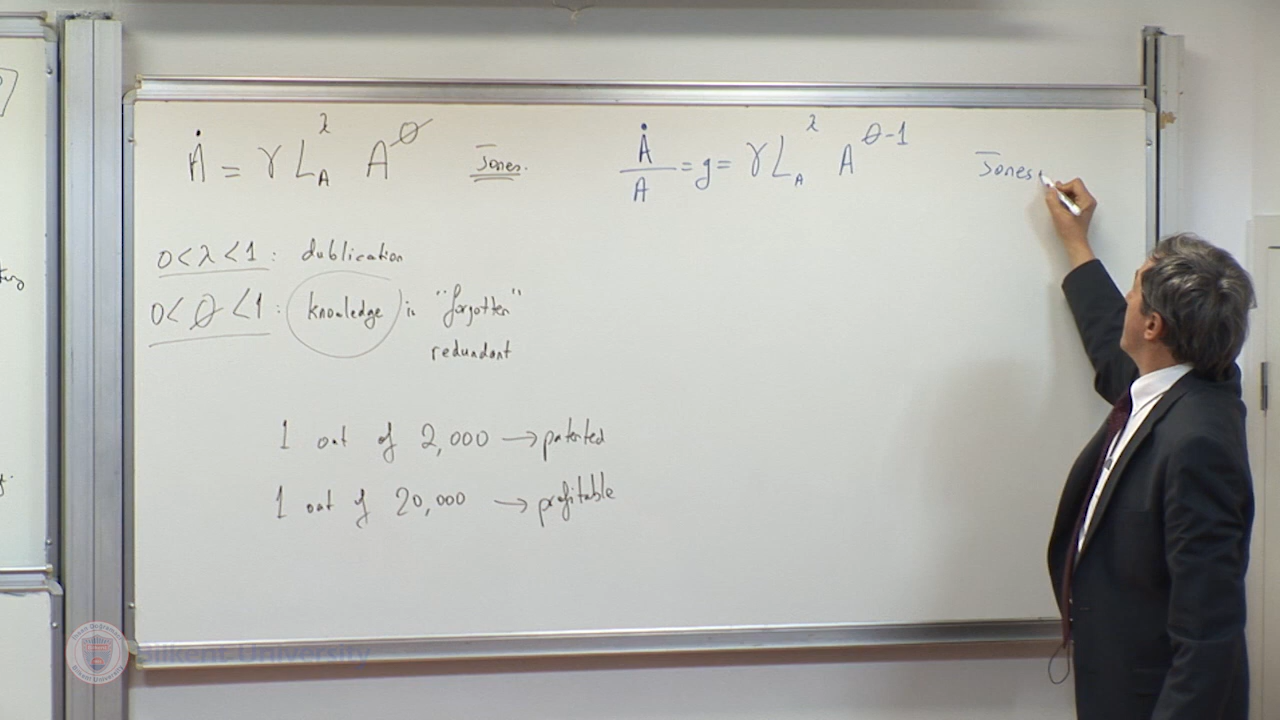 Ȧ = γ L_A^λ A^Ø Jones.
Ȧ/A = g = γ L_A^λ A^{Ø-1} Jones
0 < λ < 1 : dublication
0 < Ø < 1 : knowledge is "forgotten"
redundant
1 out of 2,000 → patented
1 out of 20,000 → profitable
Bilkent University